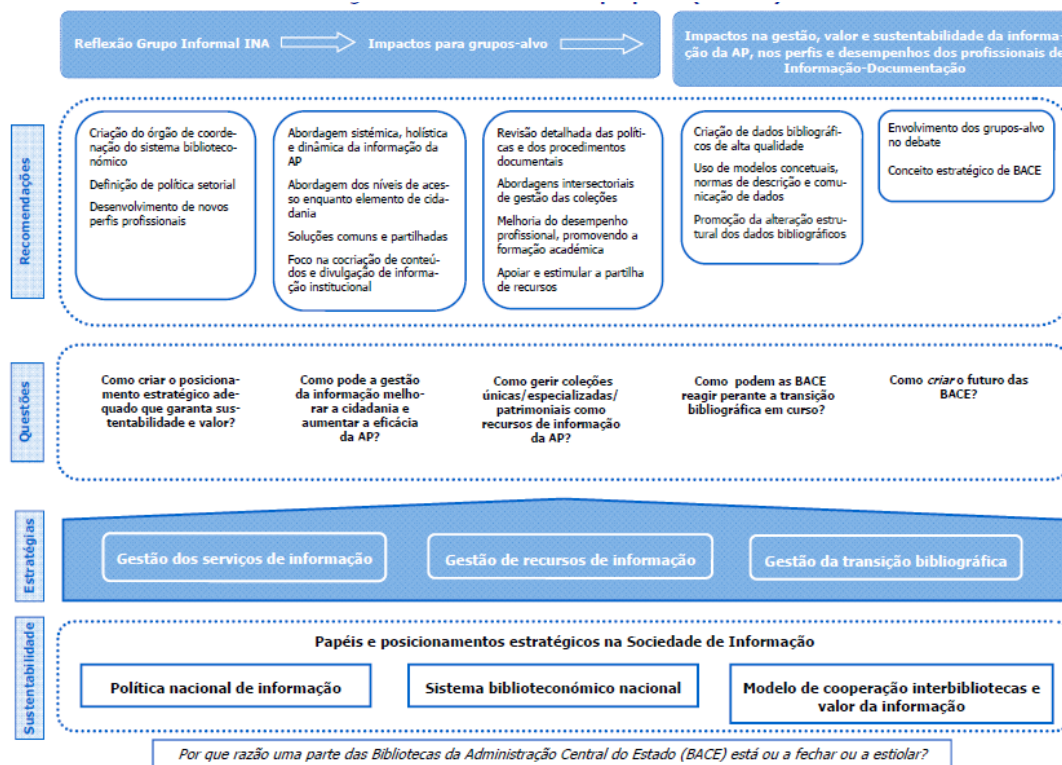 Reflexão Grupo Informal INA
Impactos para grupos-alvo
Impactos na gestão, valor e sustentabilidade da informa-
ção da AP, nos perfis e desempenhos dos profissionais de
Informação-Documentação
Recomendações
Criação do órgão de coorde-
nação do sistema biblioteco-
nómico
Definição de política setorial
Desenvolvimento de novos
perfis profissionais
Abordagem sistémica, holística
e dinâmica da informação da
AP
Abordagem dos níveis de aces-
so enquanto elemento de cida-
dania
Soluções comuns e partilhadas
Foco na cocriação de conteú-
dos e divulgação de informa-
ção institucional
Revisão detalhada das políti-
cas e dos procedimentos
documentais
Abordagens intersectoriais
de gestão das coleções
Melhoria do desempenho
profissional, promovendo a
formação académica
Apoiar e estimular a partilha
de recursos
Criação de dados bibliográfi-
cos de alta qualidade
Uso de modelos concetuais,
normas de descrição e comu-
nicação de dados
Promoção da alteração estru-
tural dos dados bibliográficos
Envolvimento dos grupos-alvo
no debate
Conceito estratégico de BACE
Questões
Como criar o posiciona-
mento estratégico ade-
quado que garanta sus-
tentabilidade e valor?
Como pode a gestão
da informação melho-
rar a cidadania e
aumentar a eficácia
da AP?
Como gerir coleções
únicas/especializadas/
patrimoniais como
recursos de informação
da AP?
Como podem as BACE
reagir perante a transição
bibliográfica em curso?
Como criar o futuro das
BACE?
Estratégias
Gestão dos serviços de informação
Gestão de recursos de informação
Gestão da transição bibliográfica
Sustentabilidade
Papéis e posicionamentos estratégicos na Sociedade de Informação
Política nacional de informação
Sistema biblioteconómico nacional
Modelo de cooperação interbibliotecas e
valor da informação
Por que razão uma parte das Bibliotecas da Administração Central do Estado (BACE) está ou a fechar ou a estiolar?